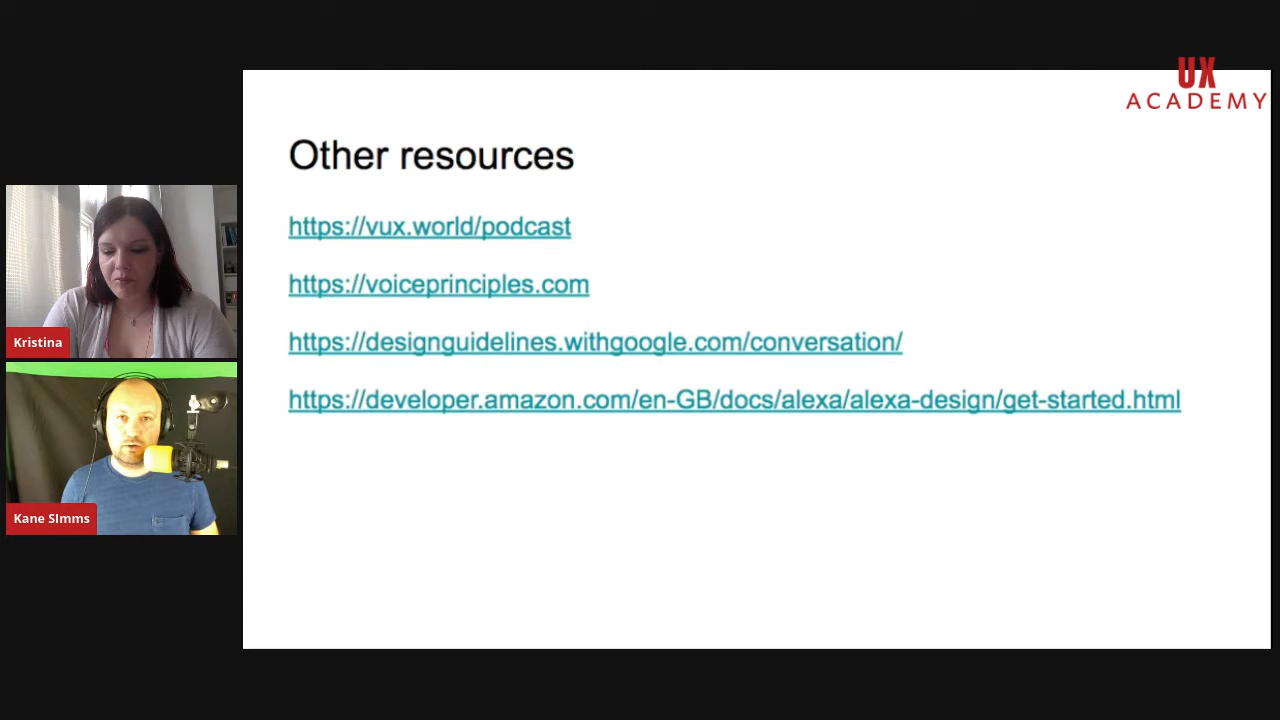 UX
ACADEMY
Other resources
https://vux.world/podcast
https://voiceprinciples.com
https://designguidelines.withgoogle.com/conversation/
https://developer.amazon.com/en-GB/docs/alexa/alexa-design/get-started.html
Kristina
Kane SImms